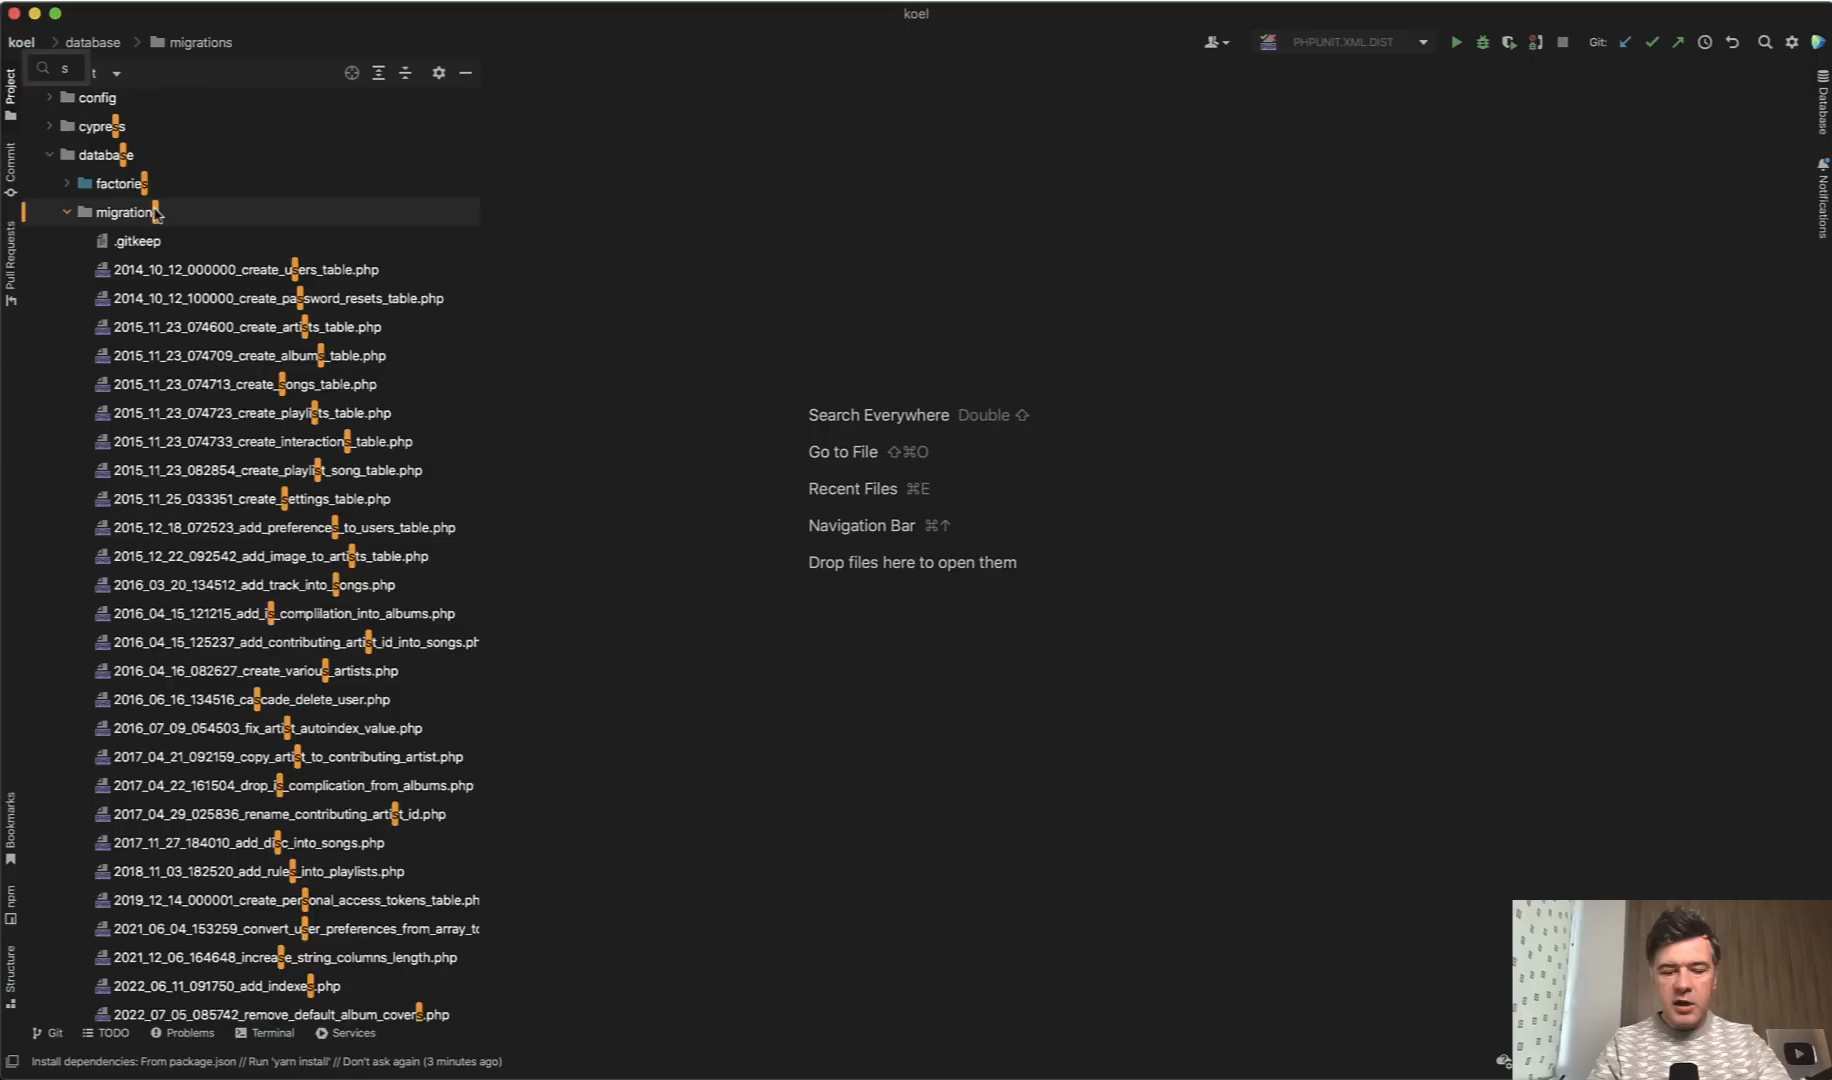 koel
koel database migrations
PHPUNIT.XML.DIST
Git:
s
t
Project
Commit
Pull Requests
Bookmarks
npm
Structure
Database
Notifications
config
cypress
database
factories
migrations
.gitkeep
2014_10_12_000000_create_users_table.php
2014_10_12_100000_create_password_resets_table.php
2015_11_23_074600_create_artists_table.php
2015_11_23_074709_create_albums_table.php
2015_11_23_074713_create_songs_table.php
2015_11_23_074723_create_playlists_table.php
2015_11_23_074733_create_interactions_table.php
2015_11_23_082854_create_playlist_song_table.php
2015_11_25_033351_create_settings_table.php
2015_12_18_072523_add_preferences_to_users_table.php
2015_12_22_092542_add_image_to_artists_table.php
2016_03_20_134512_add_track_into_songs.php
2016_04_15_121215_add_is_complilation_into_albums.php
2016_04_15_125237_add_contributing_artist_id_into_songs.ph
2016_04_16_082627_create_various_artists.php
2016_06_16_134516_cascade_delete_user.php
2016_07_09_054503_fix_artist_autoindex_value.php
2017_04_21_092159_copy_artist_to_contributing_artist.php
2017_04_22_161504_drop_is_complication_from_albums.php
2017_04_29_025836_rename_contributing_artist_id.php
2017_11_27_184010_add_disc_into_songs.php
2018_11_03_182520_add_rules_into_playlists.php
2019_12_14_000001_create_personal_access_tokens_table.ph
2021_06_04_153259_convert_user_preferences_from_array_to
2021_12_06_164648_increase_string_columns_length.php
2022_06_11_091750_add_indexes.php
2022_07_05_085742_remove_default_album_covers.php
Search Everywhere Double ⇧
Go to File ⇧⌘O
Recent Files ⌘E
Navigation Bar ⌘↑
Drop files here to open them
Git TODO Problems Terminal Services
Install dependencies: From package.json // Run 'yarn install' // Don't ask again (3 minutes ago)